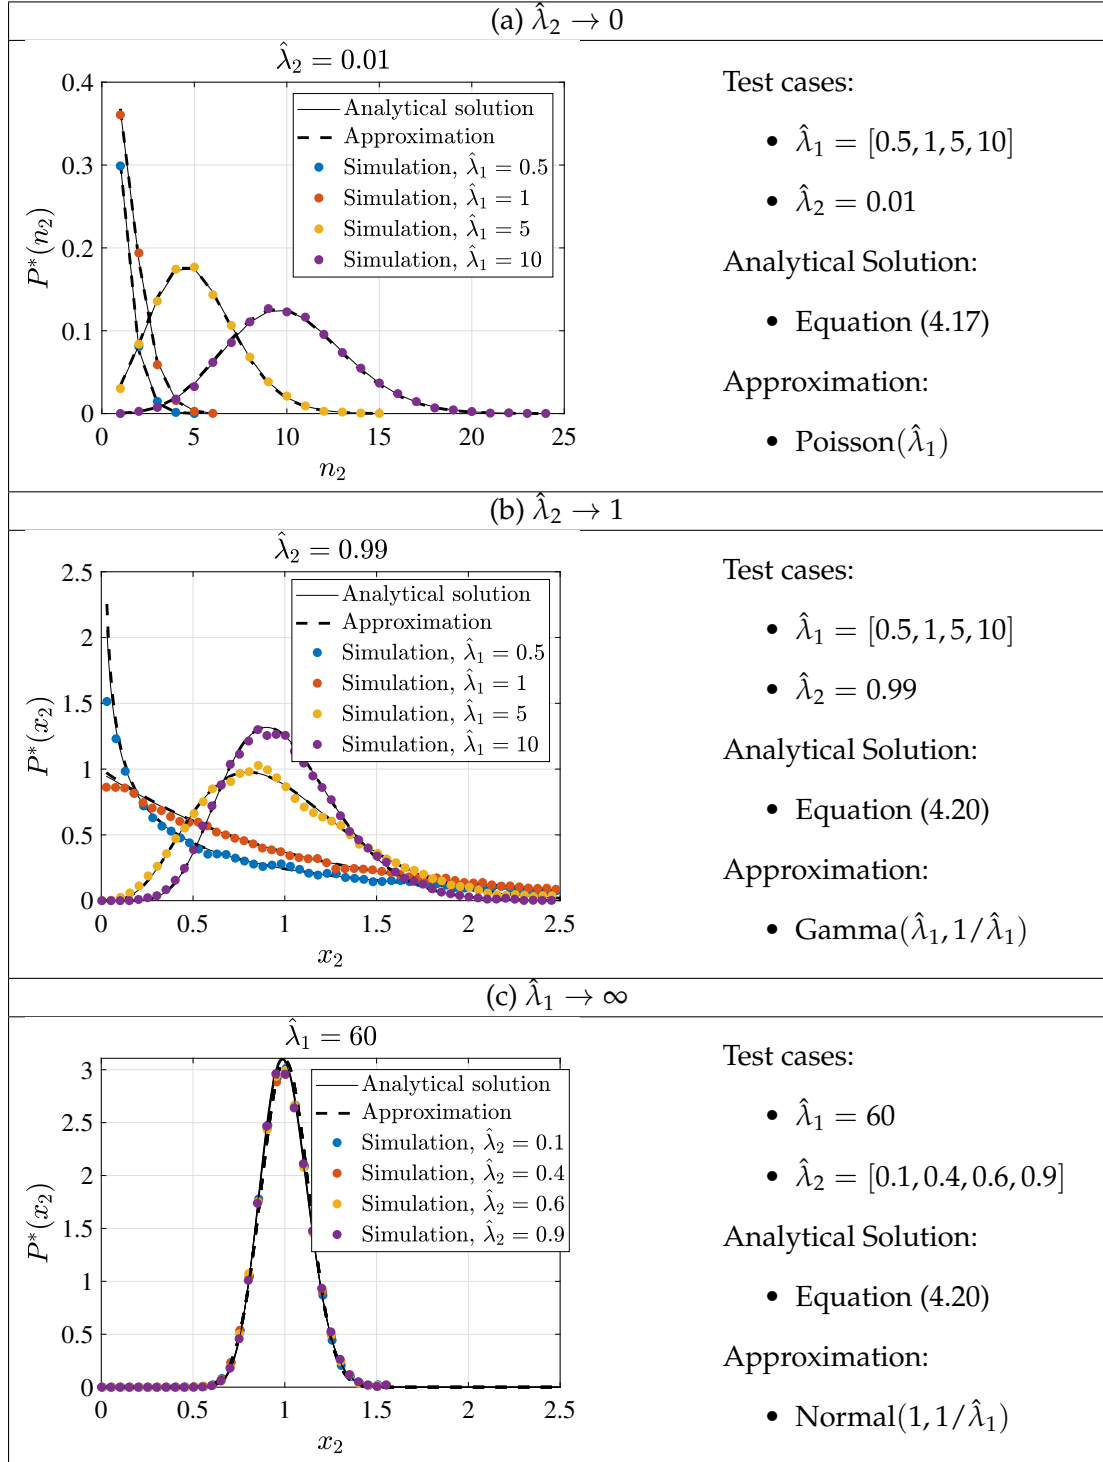 (a) λ̂₂ → 0
λ̂₂ = 0.01
0.4
0.3
0.2
0.1
0
P*(n₂)
Analytical solution
Approximation
Simulation, λ̂₁ = 0.5
Simulation, λ̂₁ = 1
Simulation, λ̂₁ = 5
Simulation, λ̂₁ = 10
0 5 10 15 20 25
n₂
Test cases:
• λ̂₁ = [0.5, 1, 5, 10]
• λ̂₂ = 0.01
Analytical Solution:
• Equation (4.17)
Approximation:
• Poisson(λ̂₁)
(b) λ̂₂ → 1
λ̂₂ = 0.99
2.5
2
1.5
1
0.5
0
P*(x₂)
Analytical solution
Approximation
Simulation, λ̂₁ = 0.5
Simulation, λ̂₁ = 1
Simulation, λ̂₁ = 5
Simulation, λ̂₁ = 10
0 0.5 1 1.5 2 2.5
x₂
Test cases:
• λ̂₁ = [0.5, 1, 5, 10]
• λ̂₂ = 0.99
Analytical Solution:
• Equation (4.20)
Approximation:
• Gamma(λ̂₁, 1/λ̂₁)
(c) λ̂₁ → ∞
λ̂₁ = 60
3
2.5
2
1.5
1
0.5
0
P*(x₂)
Analytical solution
Approximation
Simulation, λ̂₂ = 0.1
Simulation, λ̂₂ = 0.4
Simulation, λ̂₂ = 0.6
Simulation, λ̂₂ = 0.9
0 0.5 1 1.5 2 2.5
x₂
Test cases:
• λ̂₁ = 60
• λ̂₂ = [0.1, 0.4, 0.6, 0.9]
Analytical Solution:
• Equation (4.20)
Approximation:
• Normal(1, 1/λ̂₁)